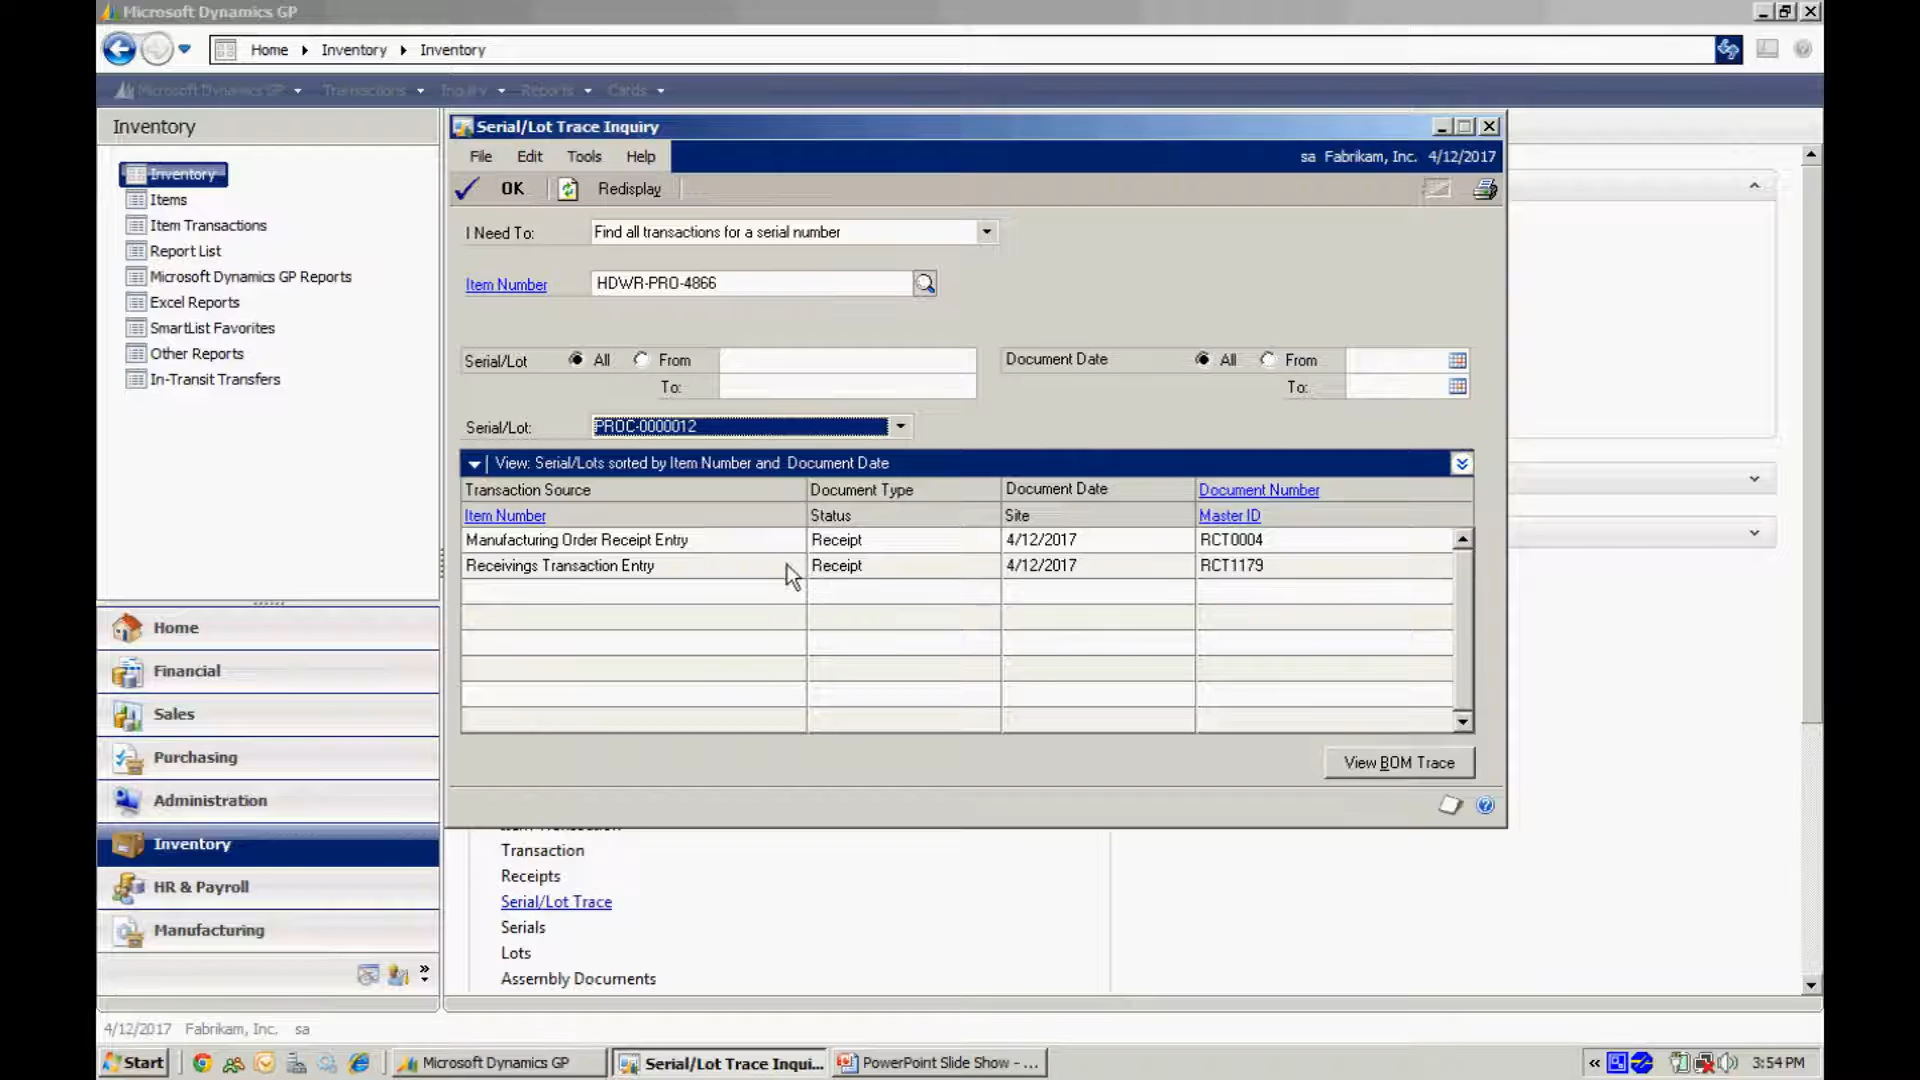 Microsoft Dynamics GP
Home Inventory Inventory
Microsoft Dynamics GP Transactions Inquiry Reports Cards
Inventory
Inventory
Items
Item Transactions
Report List
Microsoft Dynamics GP Reports
Excel Reports
SmartList Favorites
Other Reports
In-Transit Transfers
Home
Financial
Sales
Purchasing
Administration
Inventory
HR & Payroll
Manufacturing
Serial/Lot Trace Inquiry
File Edit Tools Help
sa Fabrikam, Inc. 4/12/2017
OK Redisplay
I Need To: Find all transactions for a serial number
Item Number HDWR-PRO-4866
Serial/Lot All From
To:
Document Date All From
To:
Serial/Lot: PROC-0000012
View: Serial/Lots sorted by Item Number and Document Date
Transaction Source Document Type Document Date Document Number
Item Number Status Site Master ID
Manufacturing Order Receipt Entry Receipt 4/12/2017 RCT0004
Receivings Transaction Entry Receipt 4/12/2017 RCT1179
View BOM Trace
Transaction
Receipts
Serial/Lot Trace
Serials
Lots
Assembly Documents
4/12/2017 Fabrikam, Inc. sa
Start Microsoft Dynamics GP Serial/Lot Trace Inqui... PowerPoint Slide Show - ... 3:54 PM